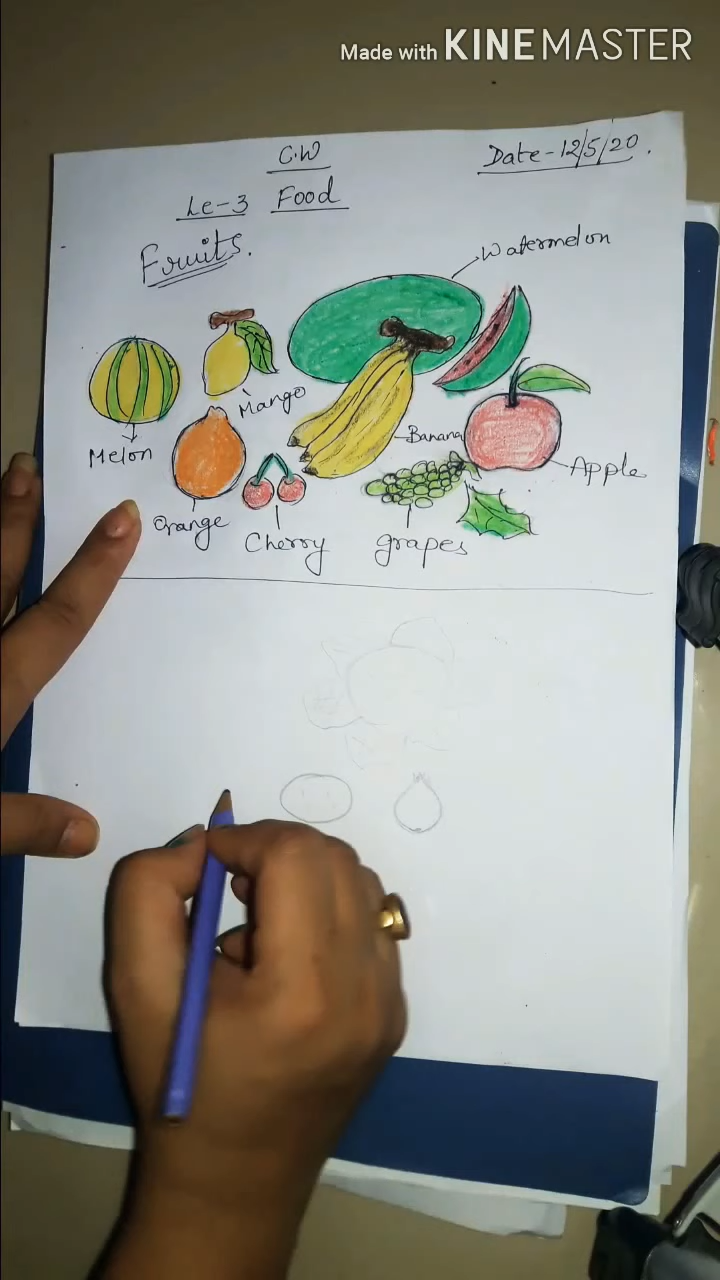 Made with KINEMASTER
C.W
Date-12/5/20.
Le-3 Food
Fruits.
Watermelon
Mango
Banana
Melon
Apple
Orange
Cherry
grapes